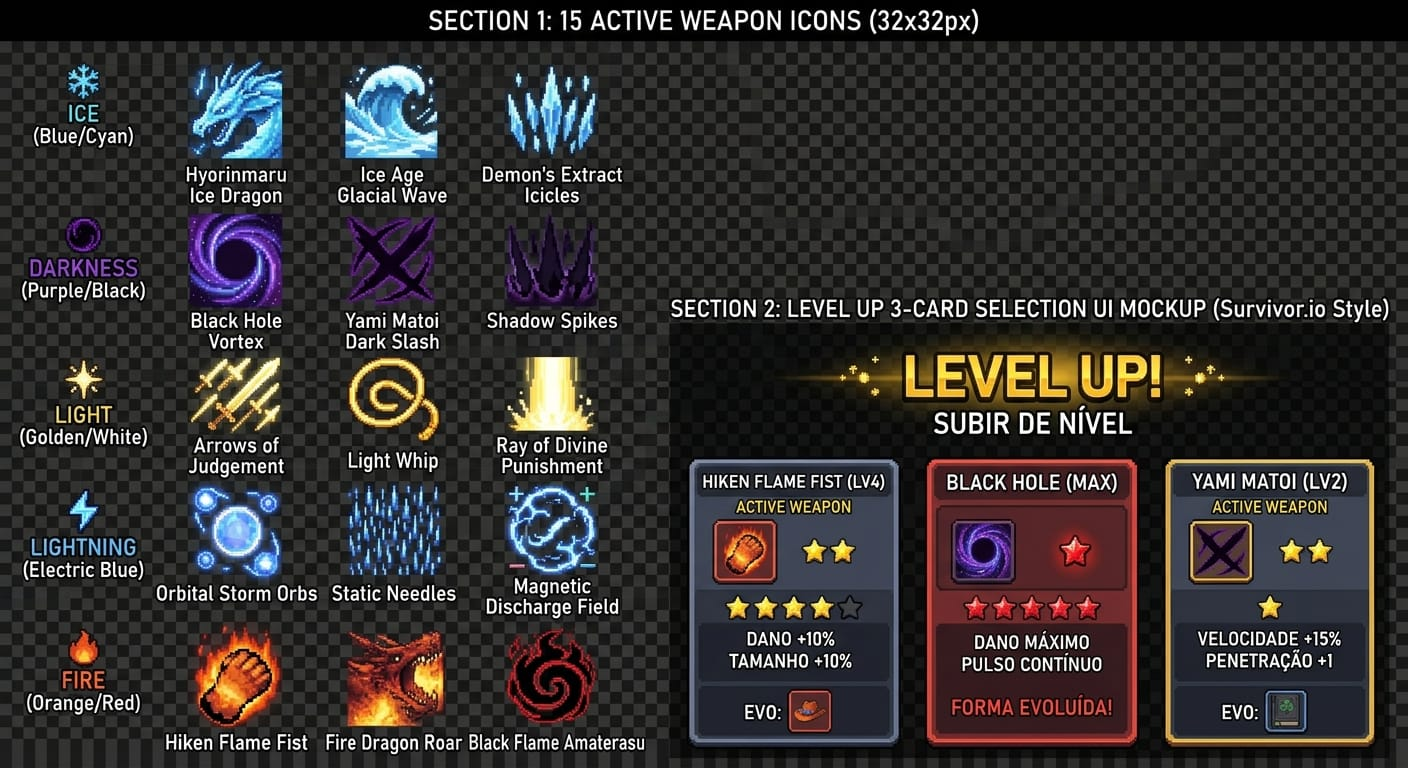 SECTION 1: 15 ACTIVE WEAPON ICONS (32x32px)
ICE
(Blue/Cyan)
Hyorinmaru
Ice Dragon
Ice Age
Glacial Wave
Demon's Extract
Icicles
DARKNESS
(Purple/Black)
Black Hole
Vortex
Yami Matoi
Dark Slash
Shadow Spikes
LIGHT
(Golden/White)
Arrows of
Judgement
Light Whip
Ray of Divine
Punishment
LIGHTNING
(Electric Blue)
Orbital Storm Orbs
Static Needles
Magnetic
Discharge Field
FIRE
(Orange/Red)
Hiken Flame Fist
Fire Dragon Roar
Black Flame Amaterasu
SECTION 2: LEVEL UP 3-CARD SELECTION UI MOCKUP (Survivor.io Style)
LEVEL UP!
SUBIR DE NÍVEL
HIKEN FLAME FIST (LV4)
ACTIVE WEAPON
DANO +10%
TAMANHO +10%
EVO:
BLACK HOLE (MAX)
DANO MÁXIMO
PULSO CONTÍNUO
FORMA EVOLUÍDA!
YAMI MATOI (LV2)
ACTIVE WEAPON
VELOCIDADE +15%
PENETRAÇÃO +1
EVO: